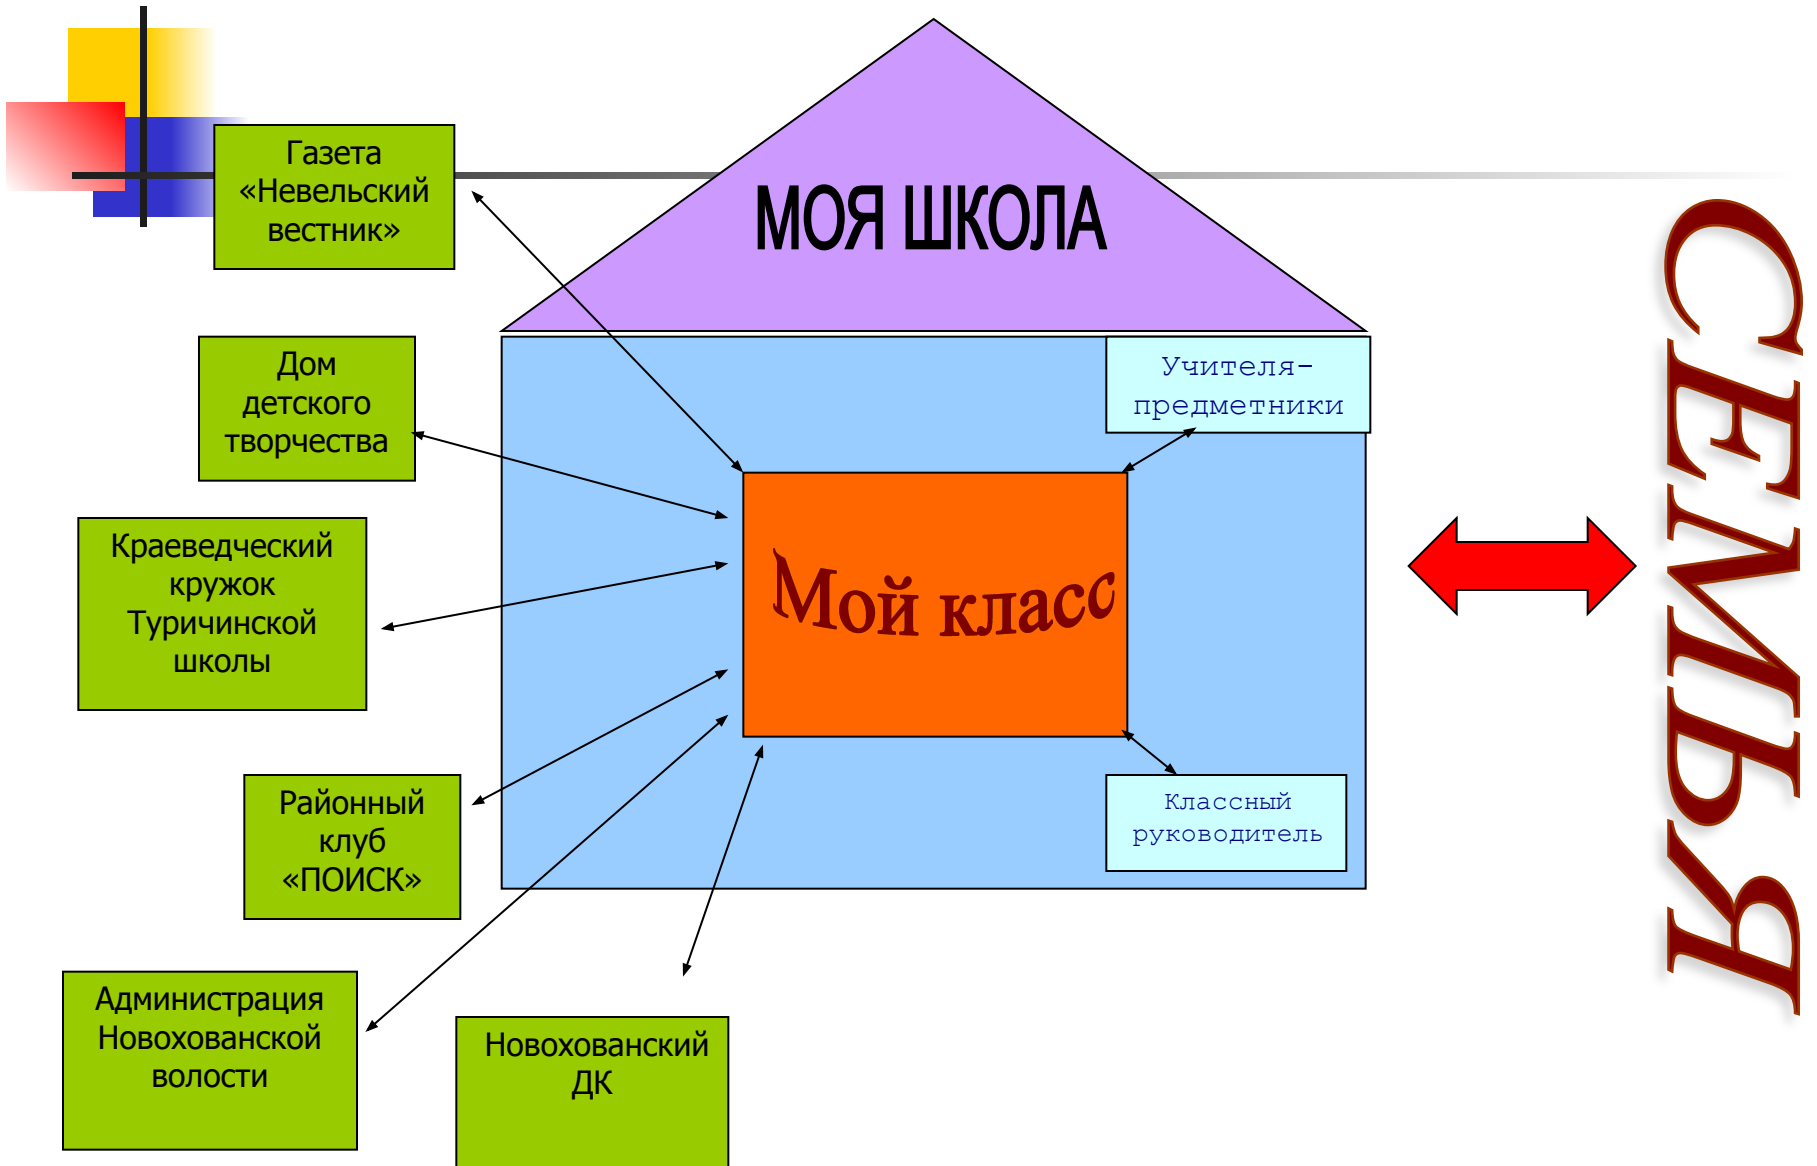 МОЯ ШКОЛА
Газета
«Невельский
вестник»
Дом
детского
творчества
Краеведческий
кружок
Туричинской
школы
Районный
клуб
«ПОИСК»
Администрация
Новохованской
волости
Новохованский
ДК
Учителя-
предметники
Мой класс
Классный
руководитель
СЕМЬЯ